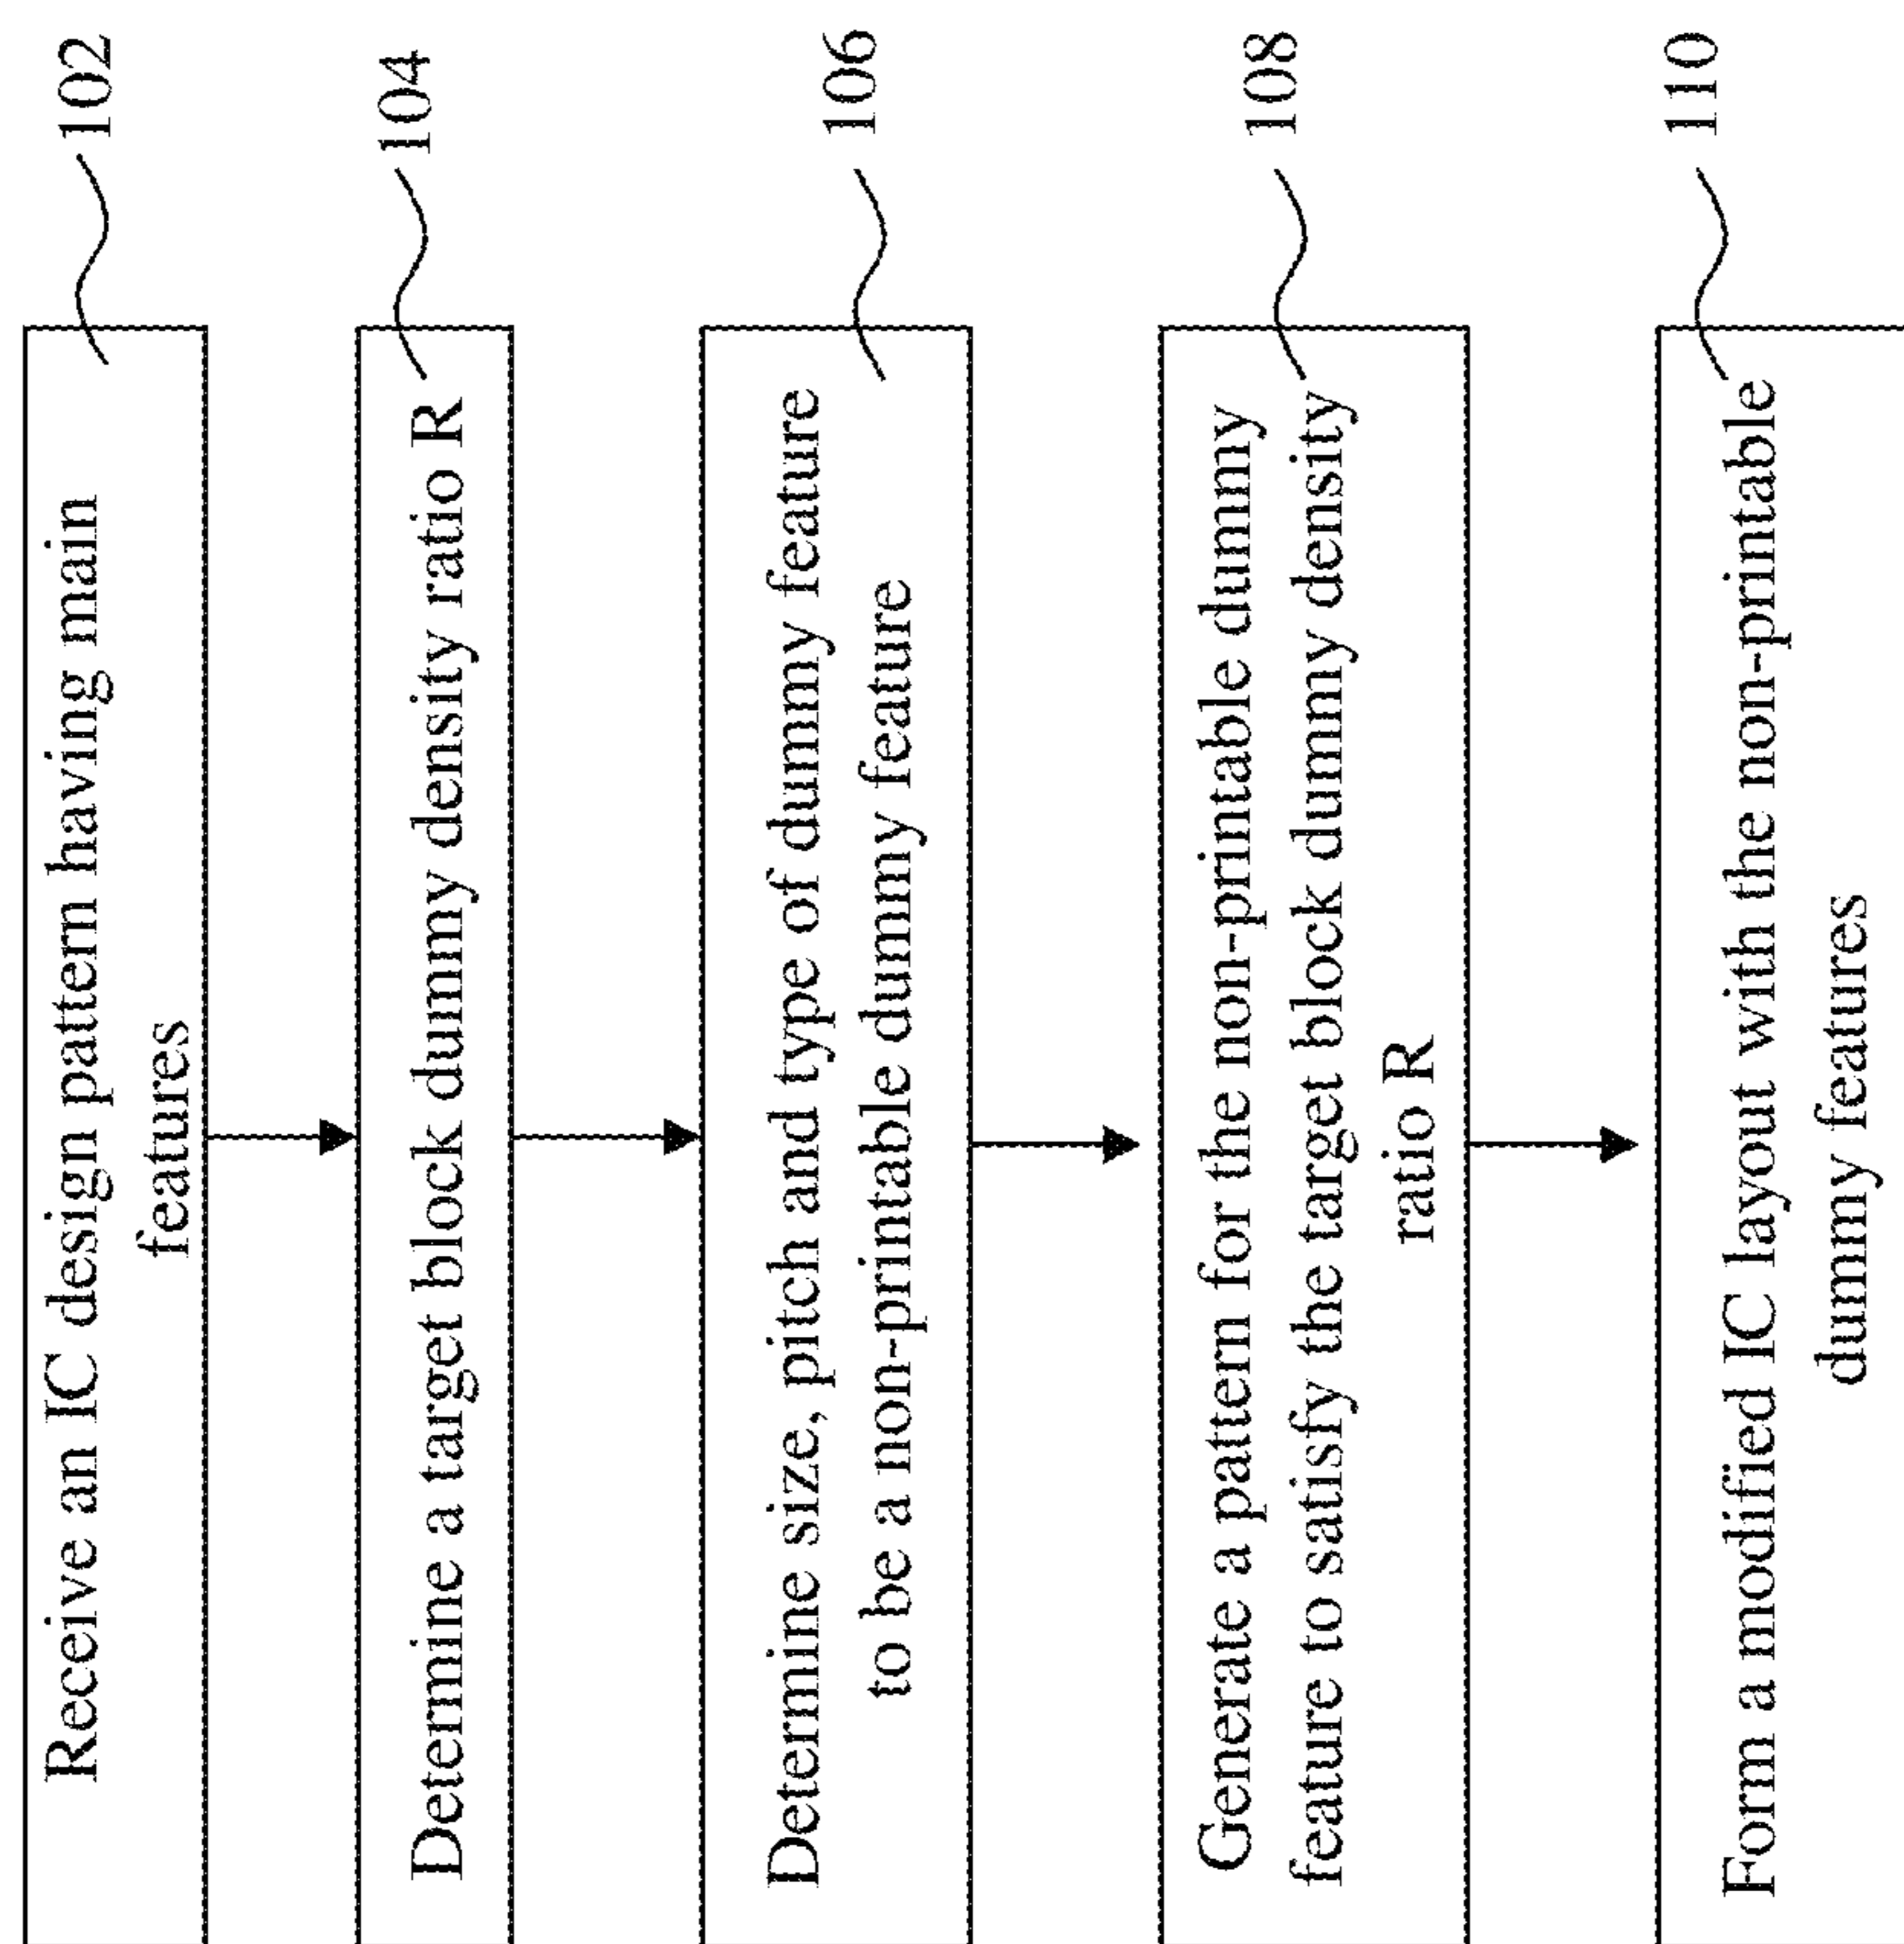 Receive an IC design pattern having main
features
102
Determine a target block dummy density ratio R
104
Determine size, pitch and type of dummy feature
to be a non-printable dummy feature
106
Generate a pattern for the non-printable dummy
feature to satisfy the target block dummy density
ratio R
108
Form a modified IC layout with the non-printable
dummy features
110